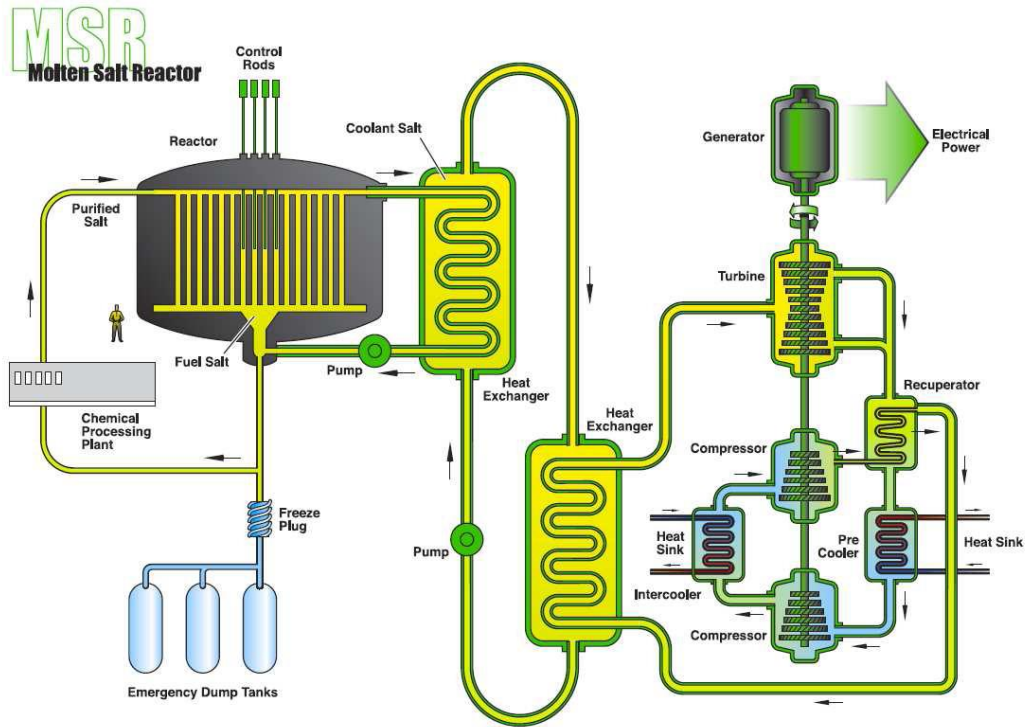 MSR
Molten Salt Reactor
Control
Rods
Reactor
Coolant Salt
Purified
Salt
Fuel Salt
Pump
Heat
Exchanger
Chemical
Processing
Plant
Freeze
Plug
Emergency Dump Tanks
Pump
Heat
Exchanger
Generator
Electrical
Power
Turbine
Recuperator
Compressor
Heat
Sink
Pre
Cooler
Heat Sink
Intercooler
Compressor